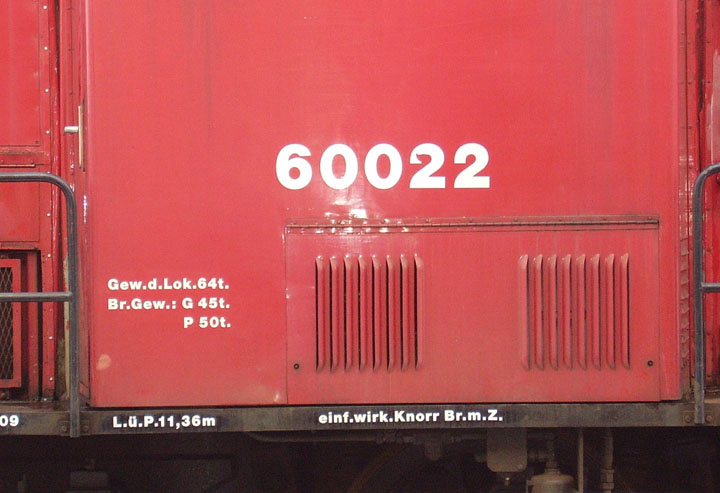 60022
Gew.d.Lok.64t.
Br.Gew.: G 45t.
P 50t.
09
L.ü.P.11,36m
einf.wirk.Knorr Br.m.Z.